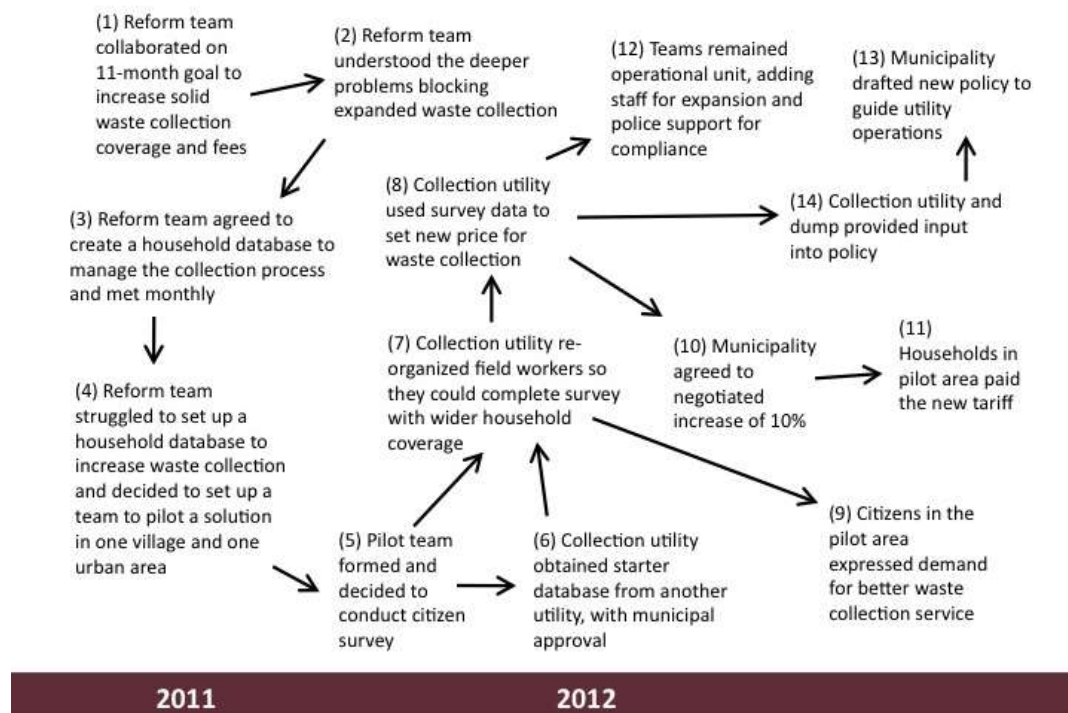 (1) Reform team
collaborated on
11-month goal to
increase solid
waste collection
coverage and fees
(2) Reform team
understood the deeper
problems blocking
expanded waste collection
(12) Teams remained
operational unit, adding
staff for expansion and
police support for
compliance
(13) Municipality
drafted new policy to
guide utility
operations
(3) Reform team agreed to
create a household database to
manage the collection process
and met monthly
(8) Collection utility
used survey data to
set new price for
waste collection
(14) Collection utility and
dump provided input
into policy
(4) Reform team
struggled to set up a
household database to
increase waste collection
and decided to set up a
team to pilot a solution
in one village and one
urban area
(7) Collection utility re-
organized field workers so
they could complete survey
with wider household
coverage
(10) Municipality
agreed to
negotiated
increase of 10%
(11)
Households in
pilot area paid
the new tariff
(5) Pilot team
formed and
decided to
conduct citizen
survey
(6) Collection utility
obtained starter
database from another
utility, with municipal
approval
(9) Citizens in the
pilot area
expressed demand
for better waste
collection service
2011
2012